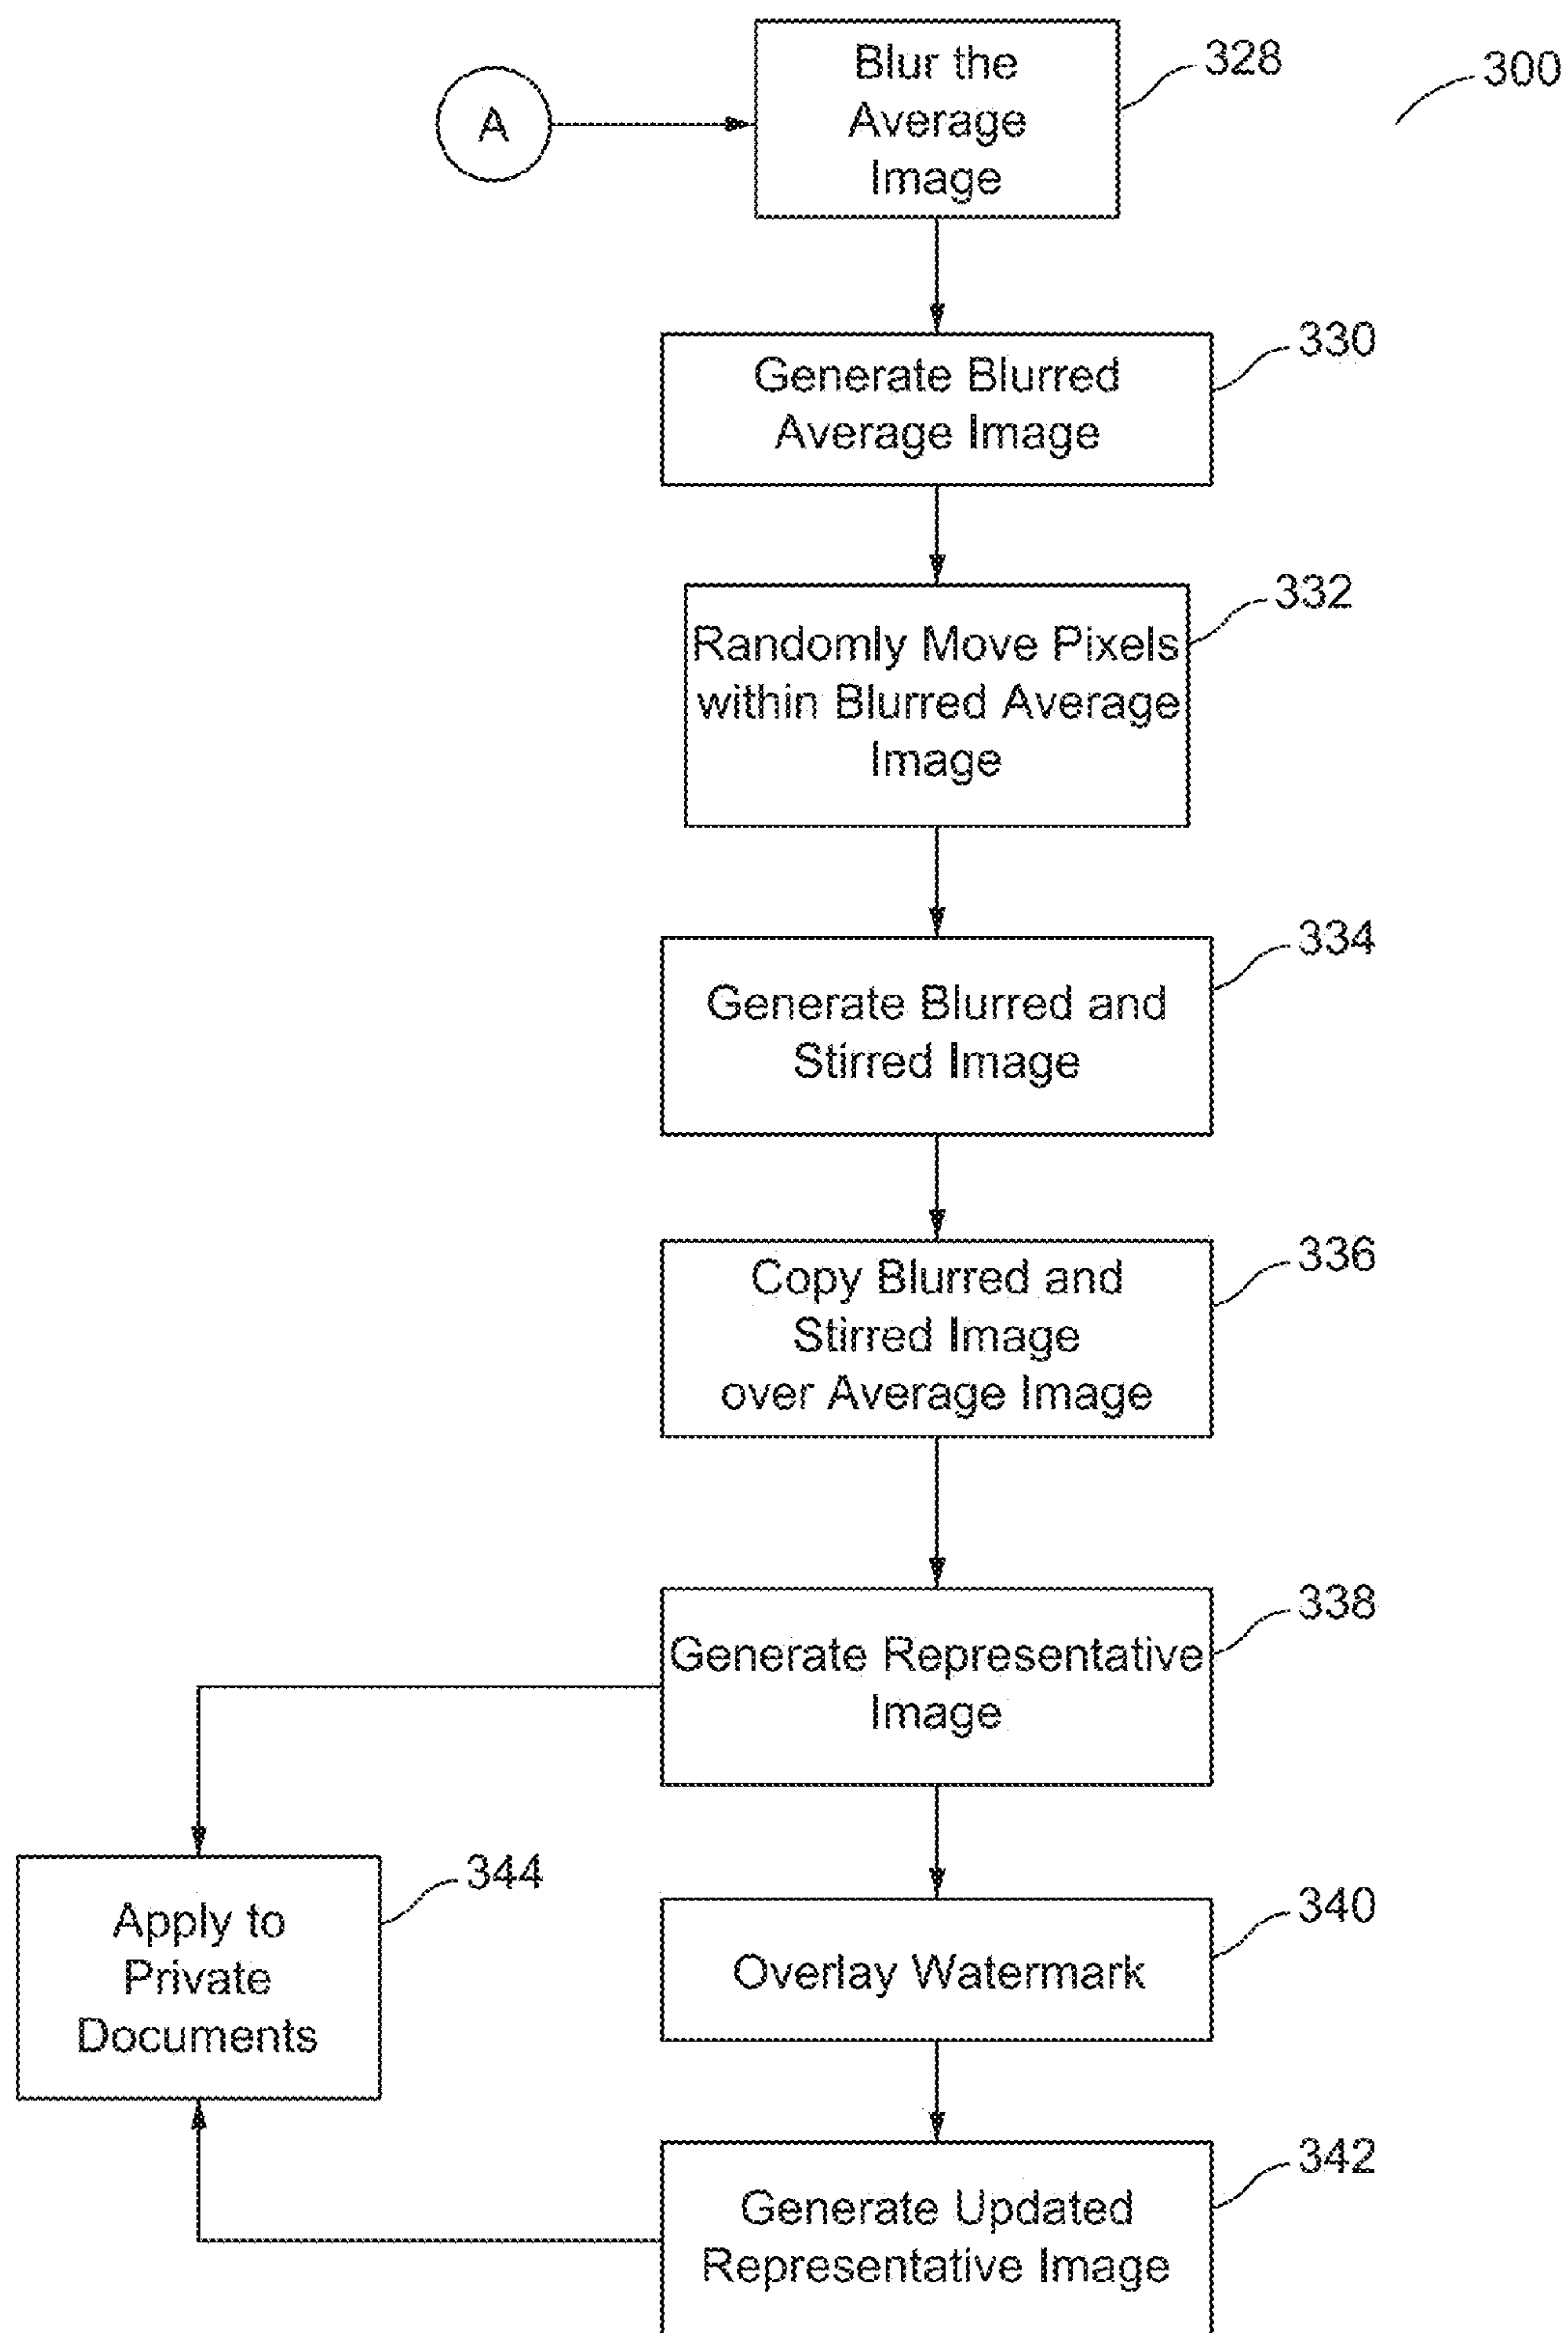 Blur the
Average
Image
328
300
A
Generate Blurred
Average Image
330
Randomly Move Pixels
within Blurred Average
Image
332
Generate Blurred and
Stirred Image
334
Copy Blurred and
Stirred Image
over Average Image
336
Generate Representative
Image
338
Apply to
Private
Documents
344
Overlay Watermark
340
Generate Updated
Representative Image
342